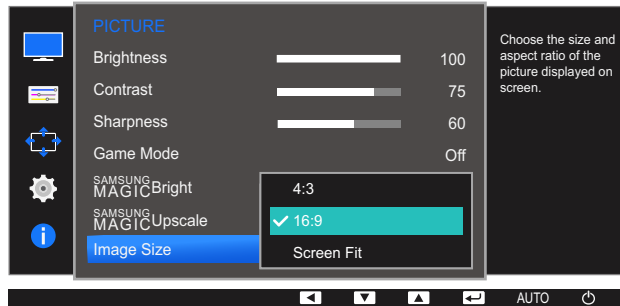 PICTURE
Brightness 100
Contrast 75
Sharpness 60
Game Mode Off
SAMSUNG MAGIC Bright
SAMSUNG MAGIC Upscale
Image Size
4:3
16:9
Screen Fit
Choose the size and
aspect ratio of the
picture displayed on
screen.
AUTO